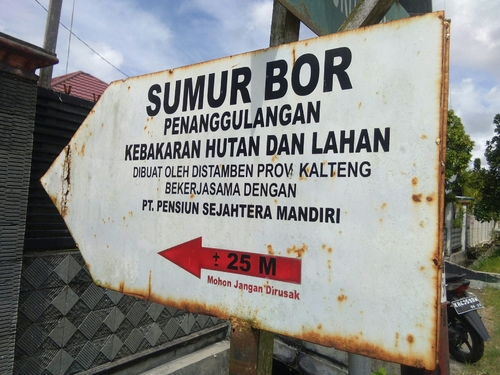 SUMUR BOR
PENANGGULANGAN
KEBAKARAN HUTAN DAN LAHAN
DIBUAT OLEH DISTAMBEN PROV. KALTENG
BEKERJASAMA DENGAN
PT. PENSIUN SEJAHTERA MANDIRI
± 25 M
Mohon Jangan Dirusak